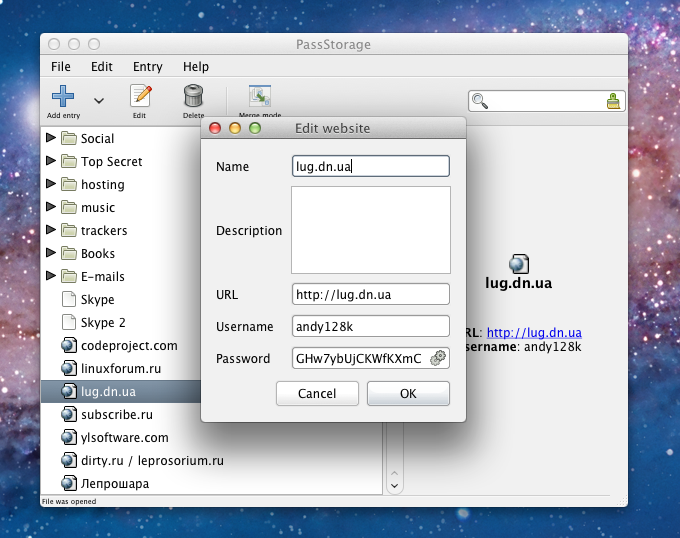 PassStorage
File Edit Entry Help
Add entry Edit Delete Merge mode
Edit website
Name lug.dn.ua
Description
URL http://lug.dn.ua
Username andy128k
Password GHw7ybUjCKWfKXmC
Cancel OK
Social
Top Secret
hosting
music
trackers
Books
E-mails
Skype
Skype 2
codeproject.com
linuxforum.ru
lug.dn.ua
subscribe.ru
ylsoftware.com
dirty.ru / leprosorium.ru
Лепрошара
lug.dn.ua
RL: http://lug.dn.ua
sername: andy128k
File was opened